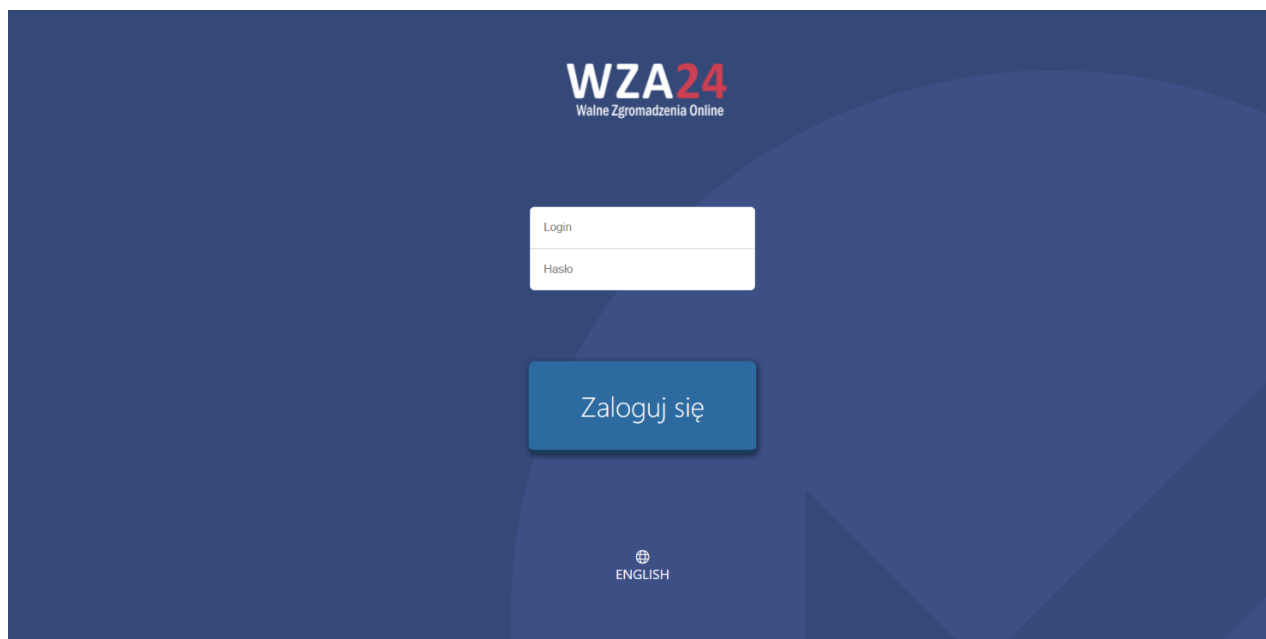 WZA24
Walne Zgromadzenia Online
Login
Hasło
Zaloguj się
ENGLISH